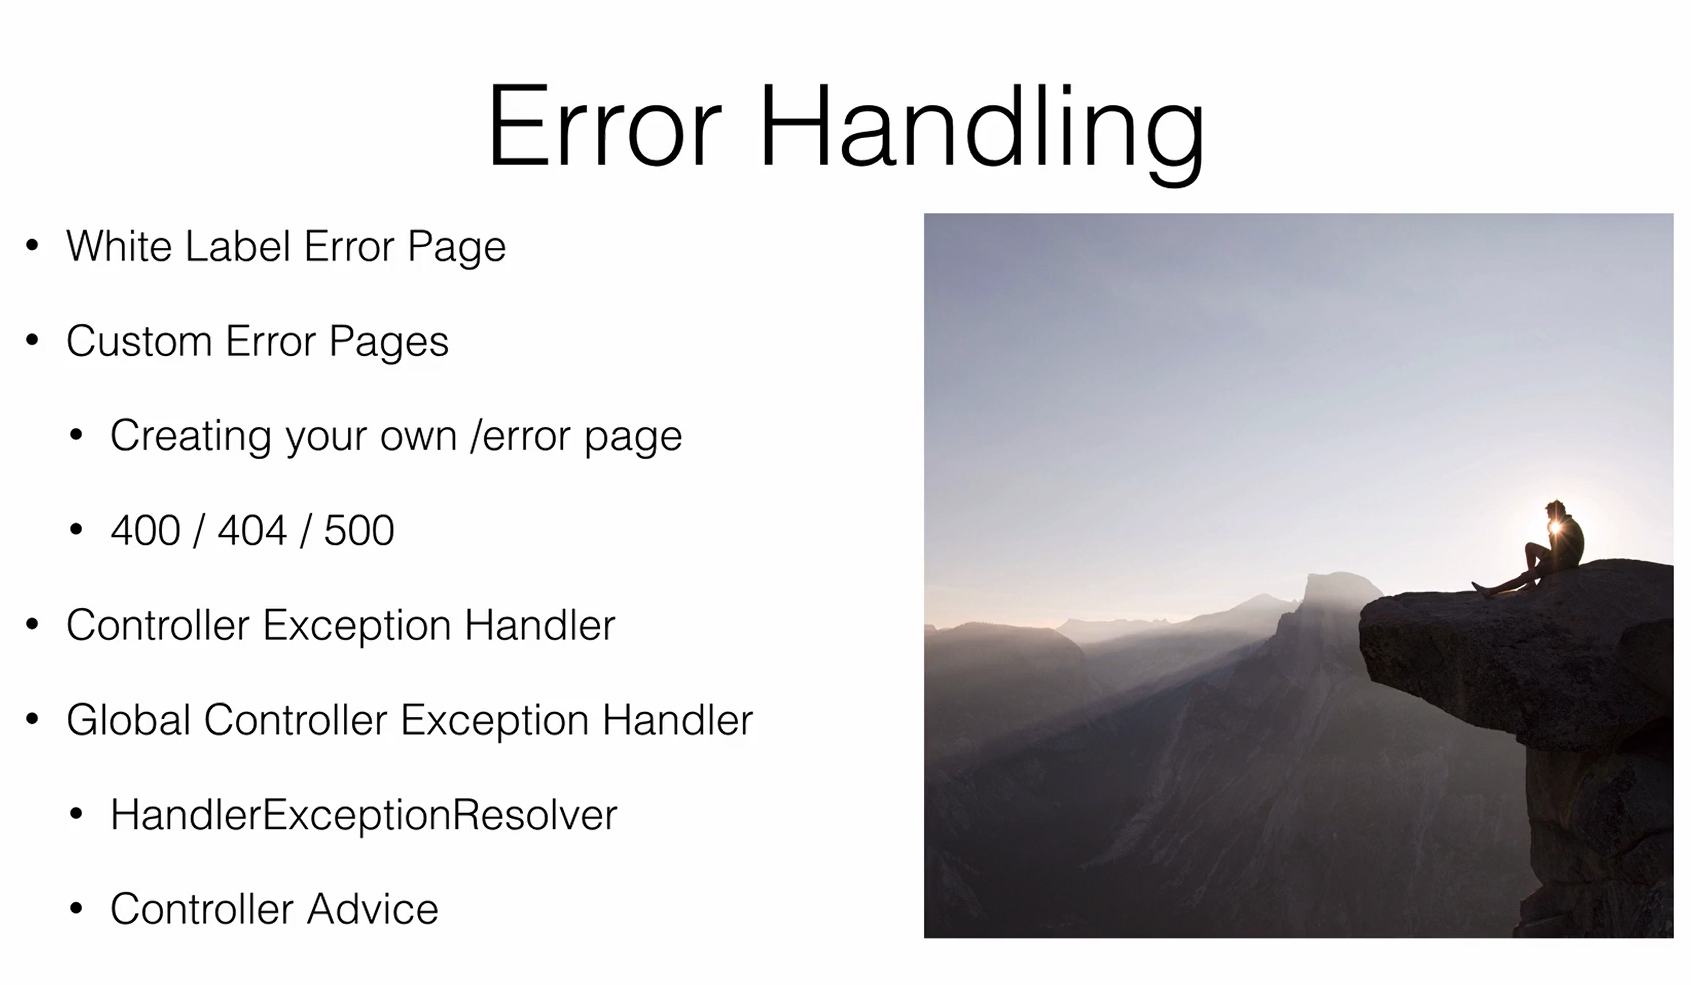 Error Handling
• White Label Error Page
• Custom Error Pages
• Creating your own /error page
• 400 / 404 / 500
• Controller Exception Handler
• Global Controller Exception Handler
• HandlerExceptionResolver
• Controller Advice